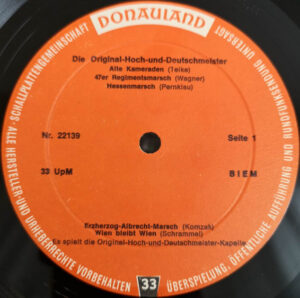 DONAULAND
SCHALLPLATTENGEMEINSCHAFT
Die Original-Hoch-und-Deutschmeister
Alte Kameraden (Teike)
47er Regimentsmarsch (Wagner)
Hessenmarsch (Pernklau)
Nr. 22139
Seite 1
33 UpM
BIEM
Erzherzog-Albrecht-Marsch (Komzak)
Wien bleibt Wien (Schrammel)
Es spielt die Original-Hoch-und-Deutschmeister-Kapelle
ALLE HERSTELLER- UND URHEBERRECHTE VORBEHALTEN
33
ÜBERSPIELUNG, ÖFFENTLICHE AUFFÜHRUNG UND RUNDFUNKSENDUNG UNTERSAGT